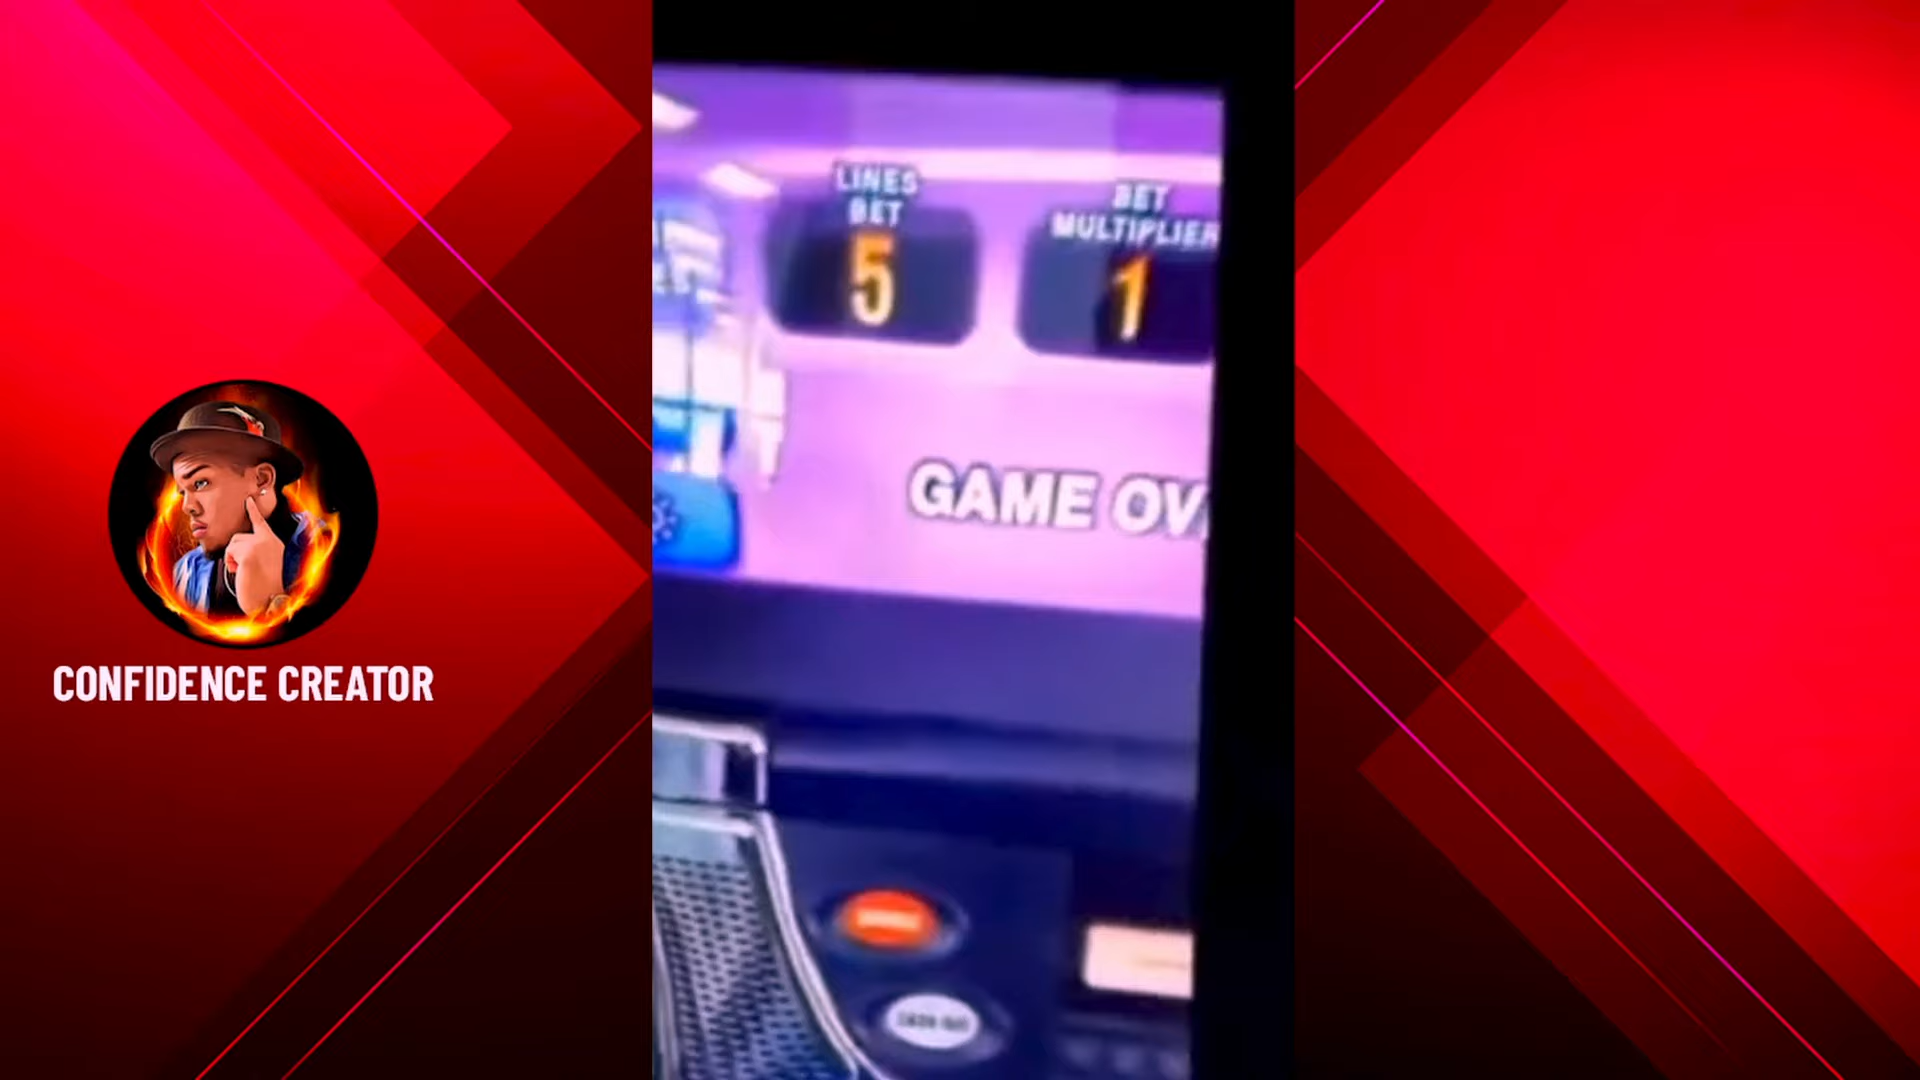 LINES
BET
5
BET
MULTIPLIER
1
GAME OV
CONFIDENCE CREATOR